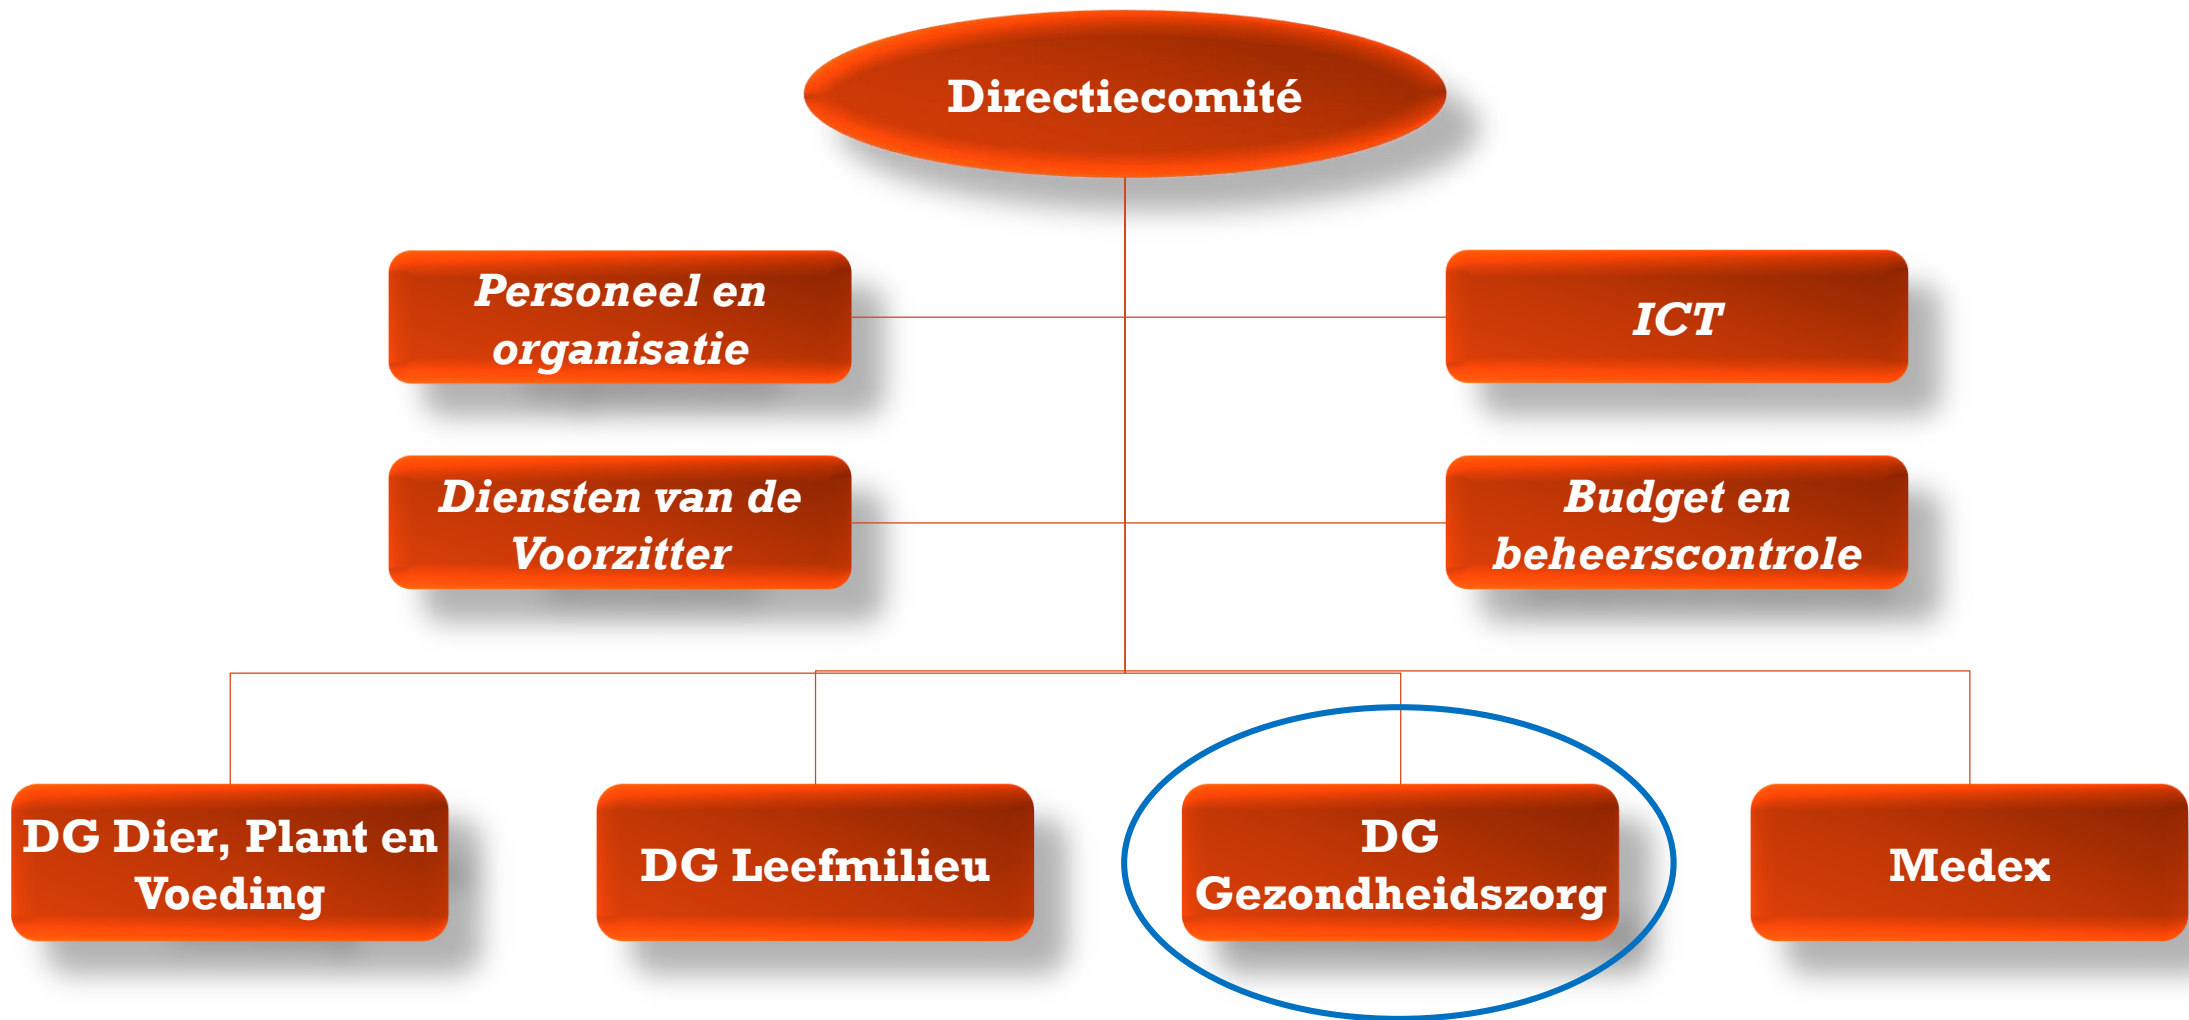 Directiecomité
Personeel en
organisatie
ICT
Diensten van de
Voorzitter
Budget en
beheerscontrole
DG Dier, Plant en
Voeding
DG Leefmilieu
DG
Gezondheidszorg
Medex